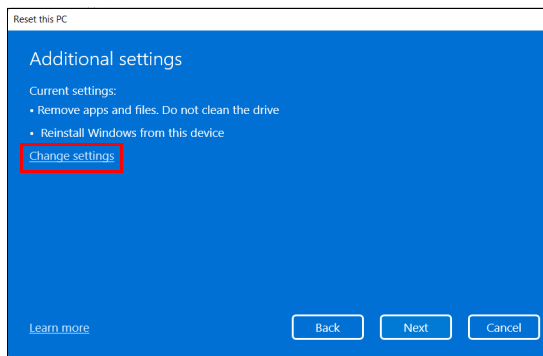 Reset this PC
Additional settings
Current settings:
• Remove apps and files. Do not clean the drive
• Reinstall Windows from this device
Change settings
Learn more
Back
Next
Cancel